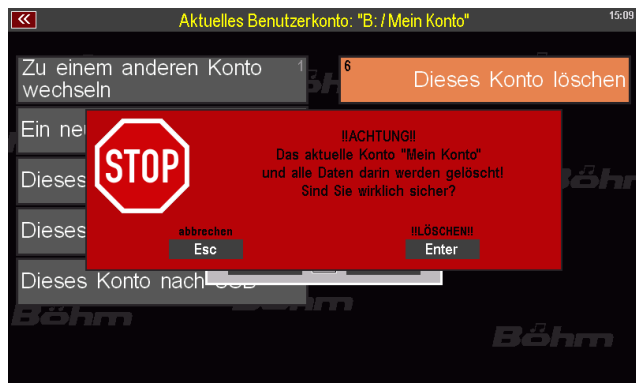 Aktuelles Benutzerkonto: "B: / Mein Konto"
15:09
Zu einem anderen Konto
wechseln
1
6
Dieses Konto löschen
Ein
Dieses
Dieses
Dieses Konto nach
STOP
!!ACHTUNG!!
Das aktuelle Konto "Mein Konto"
und alle Daten darin werden gelöscht!
Sind Sie wirklich sicher?
abbrechen
Esc
!!LÖSCHEN!!
Enter
Böhm
Böhm